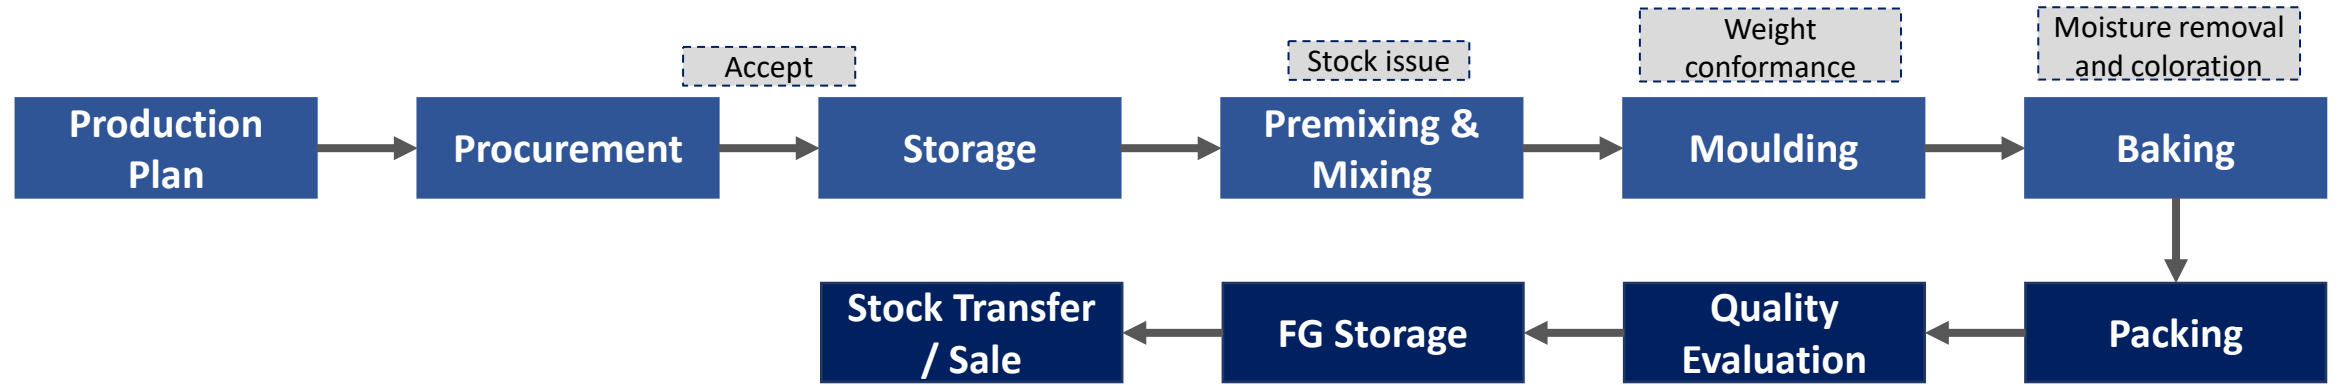 Accept
Stock issue
Weight
conformance
Moisture removal
and coloration
Production
Plan
Procurement
Storage
Premixing &
Mixing
Moulding
Baking
Stock Transfer
/ Sale
FG Storage
Quality
Evaluation
Packing